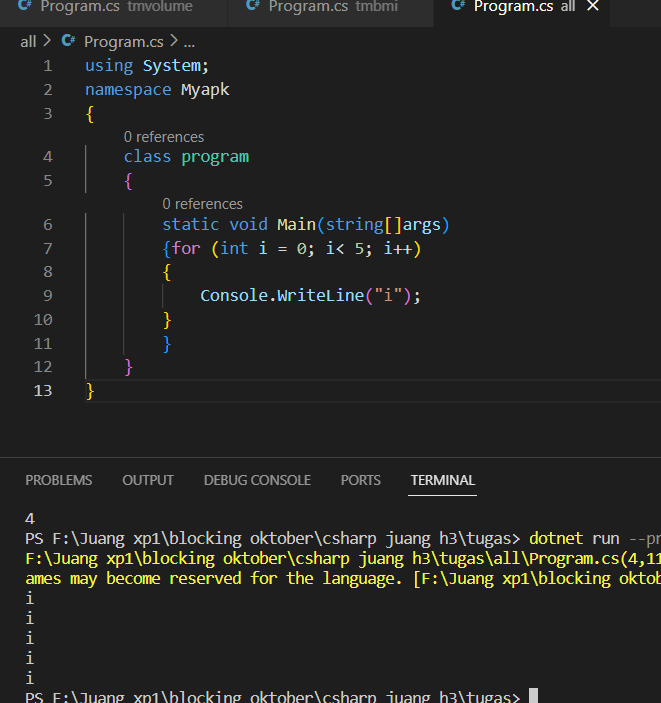 Program.cs tmvolume Program.cs tmbmi Program.cs all
all > Program.cs > ...
1 using System;
2 namespace Myapk
3 {
0 references
4 class program
5 {
0 references
6 static void Main(string[]args)
7 {for (int i = 0; i< 5; i++)
8 {
9 Console.WriteLine("i");
10 }
11 }
12 }
13 }
PROBLEMS OUTPUT DEBUG CONSOLE PORTS TERMINAL
4
PS F:\Juang xp1\blocking oktober\csharp juang h3\tugas> dotnet run --pr
F:\Juang xp1\blocking oktober\csharp juang h3\tugas\all\Program.cs(4,11
ames may become reserved for the language. [F:\Juang xp1\blocking oktob
i
i
i
i
i
PS F:\Juang xp1\blocking oktober\csharp juang h3\tugas>